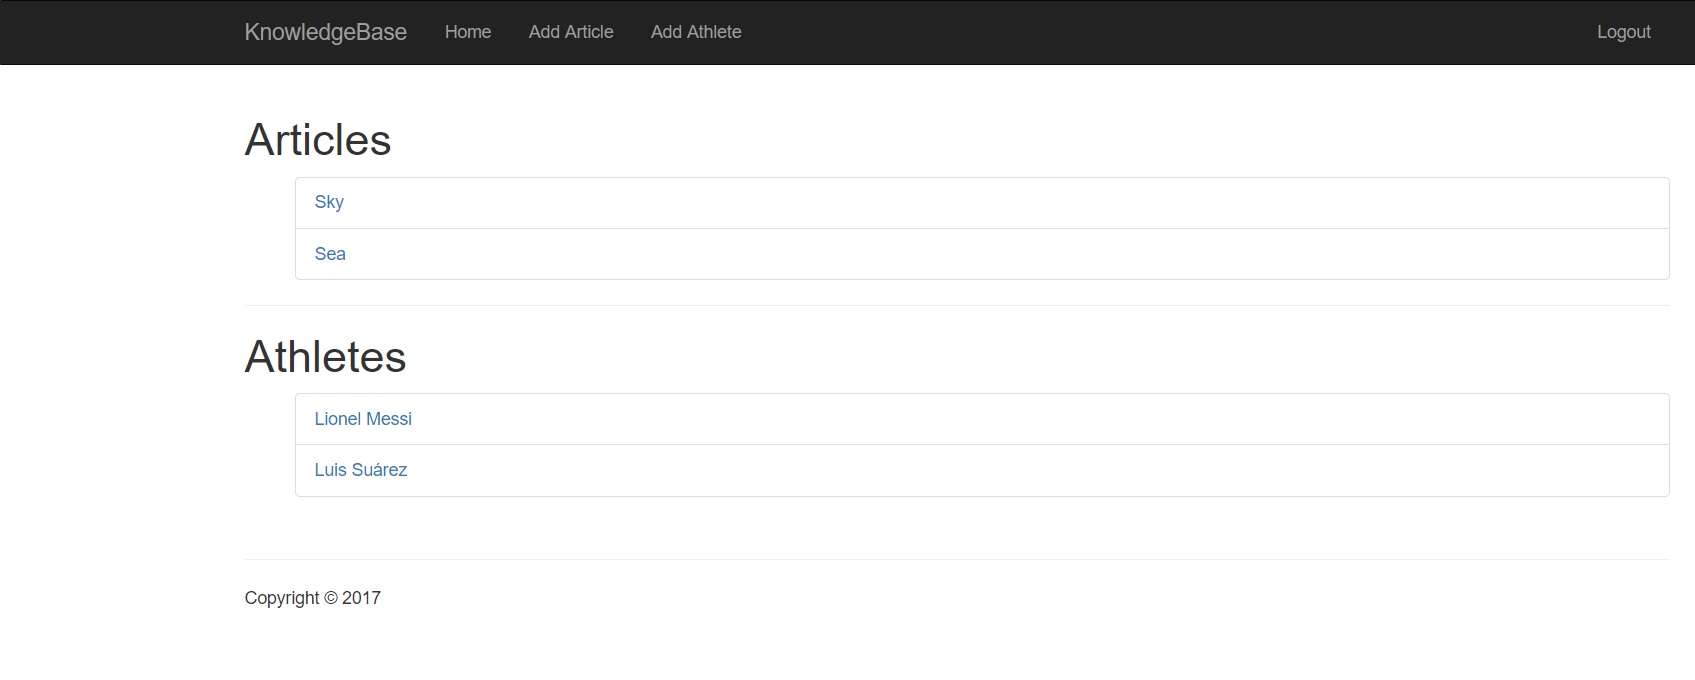 KnowledgeBase Home Add Article Add Athlete Logout
Articles
Sky
Sea
Athletes
Lionel Messi
Luis Suárez
Copyright © 2017